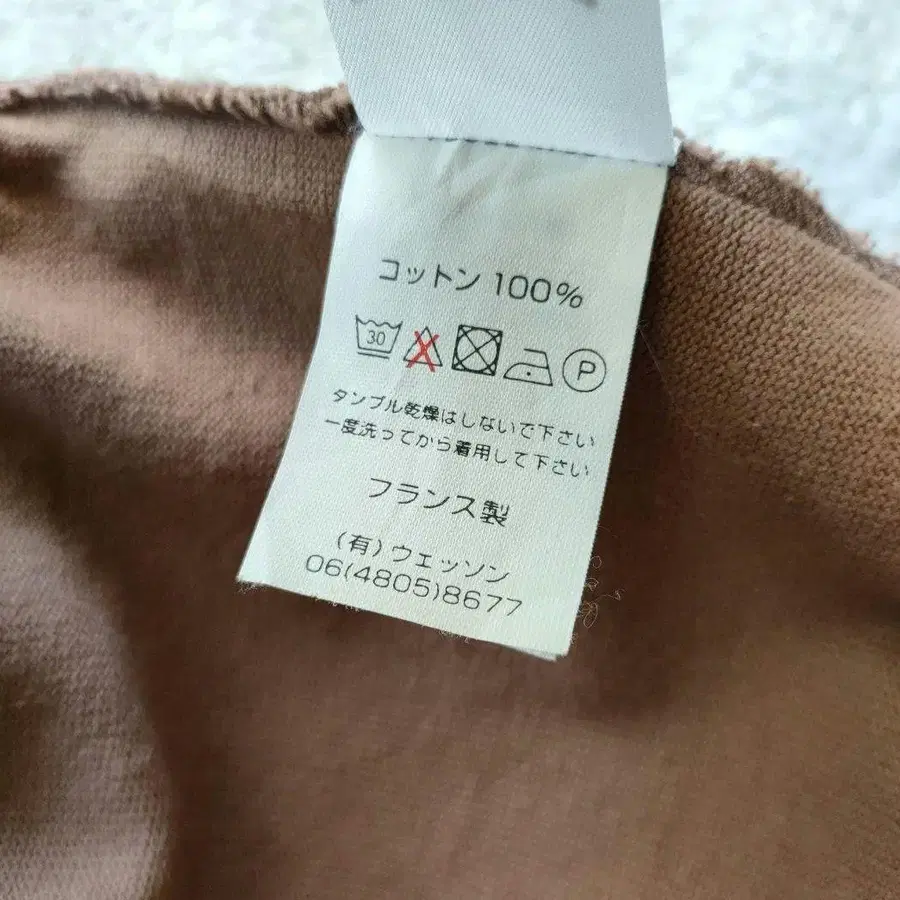 コットン 100%
30 P
タンブル乾燥はしないで下さい
一度洗ってから着用して下さい
フランス製
(有)ウェッソン
06(4805)8677